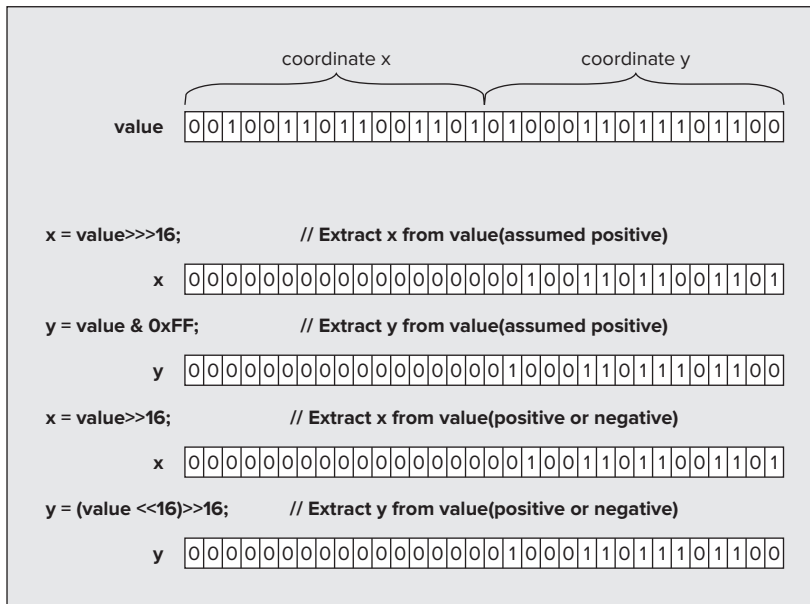 coordinate x coordinate y
value 0 0 1 0 0 1 1 0 1 1 0 0 1 1 0 1 0 1 0 0 0 1 1 0 1 1 1 0 1 1 0 0
x = value>>>16; // Extract x from value(assumed positive)
x 0 0 0 0 0 0 0 0 0 0 0 0 0 0 0 0 0 0 1 0 0 1 1 0 1 1 0 0 1 1 0 1
y = value & 0xFF; // Extract y from value(assumed positive)
y 0 0 0 0 0 0 0 0 0 0 0 0 0 0 0 0 0 1 0 0 0 1 1 0 1 1 1 0 1 1 0 0
x = value>>16; // Extract x from value(positive or negative)
x 0 0 0 0 0 0 0 0 0 0 0 0 0 0 0 0 0 0 1 0 0 1 1 0 1 1 0 0 1 1 0 1
y = (value <<16)>>16; // Extract y from value(positive or negative)
y 0 0 0 0 0 0 0 0 0 0 0 0 0 0 0 0 0 1 0 0 0 1 1 0 1 1 1 0 1 1 0 0